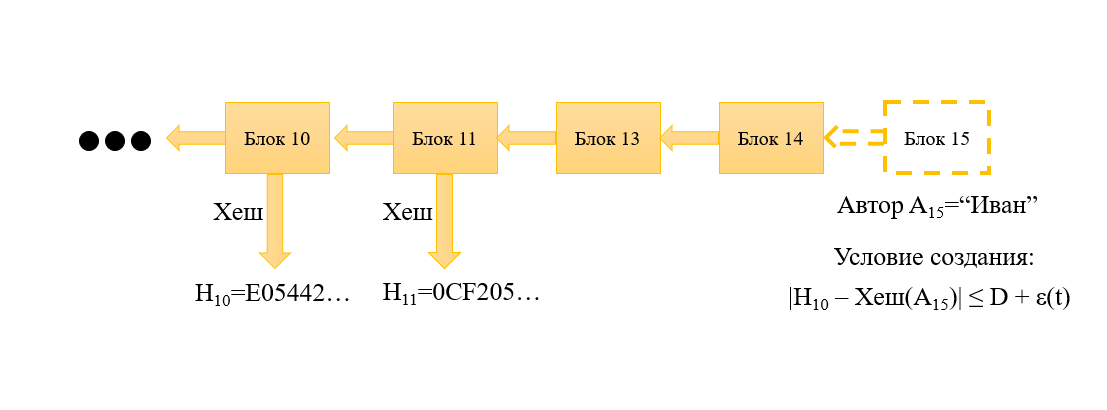 Блок 10
Блок 11
Блок 13
Блок 14
Блок 15
Хеш
Хеш
Автор A15=“Иван”
H10=E05442…
H11=0CF205…
Условие создания:
|H10 – Хеш(A15)| ≤ D + ε(t)